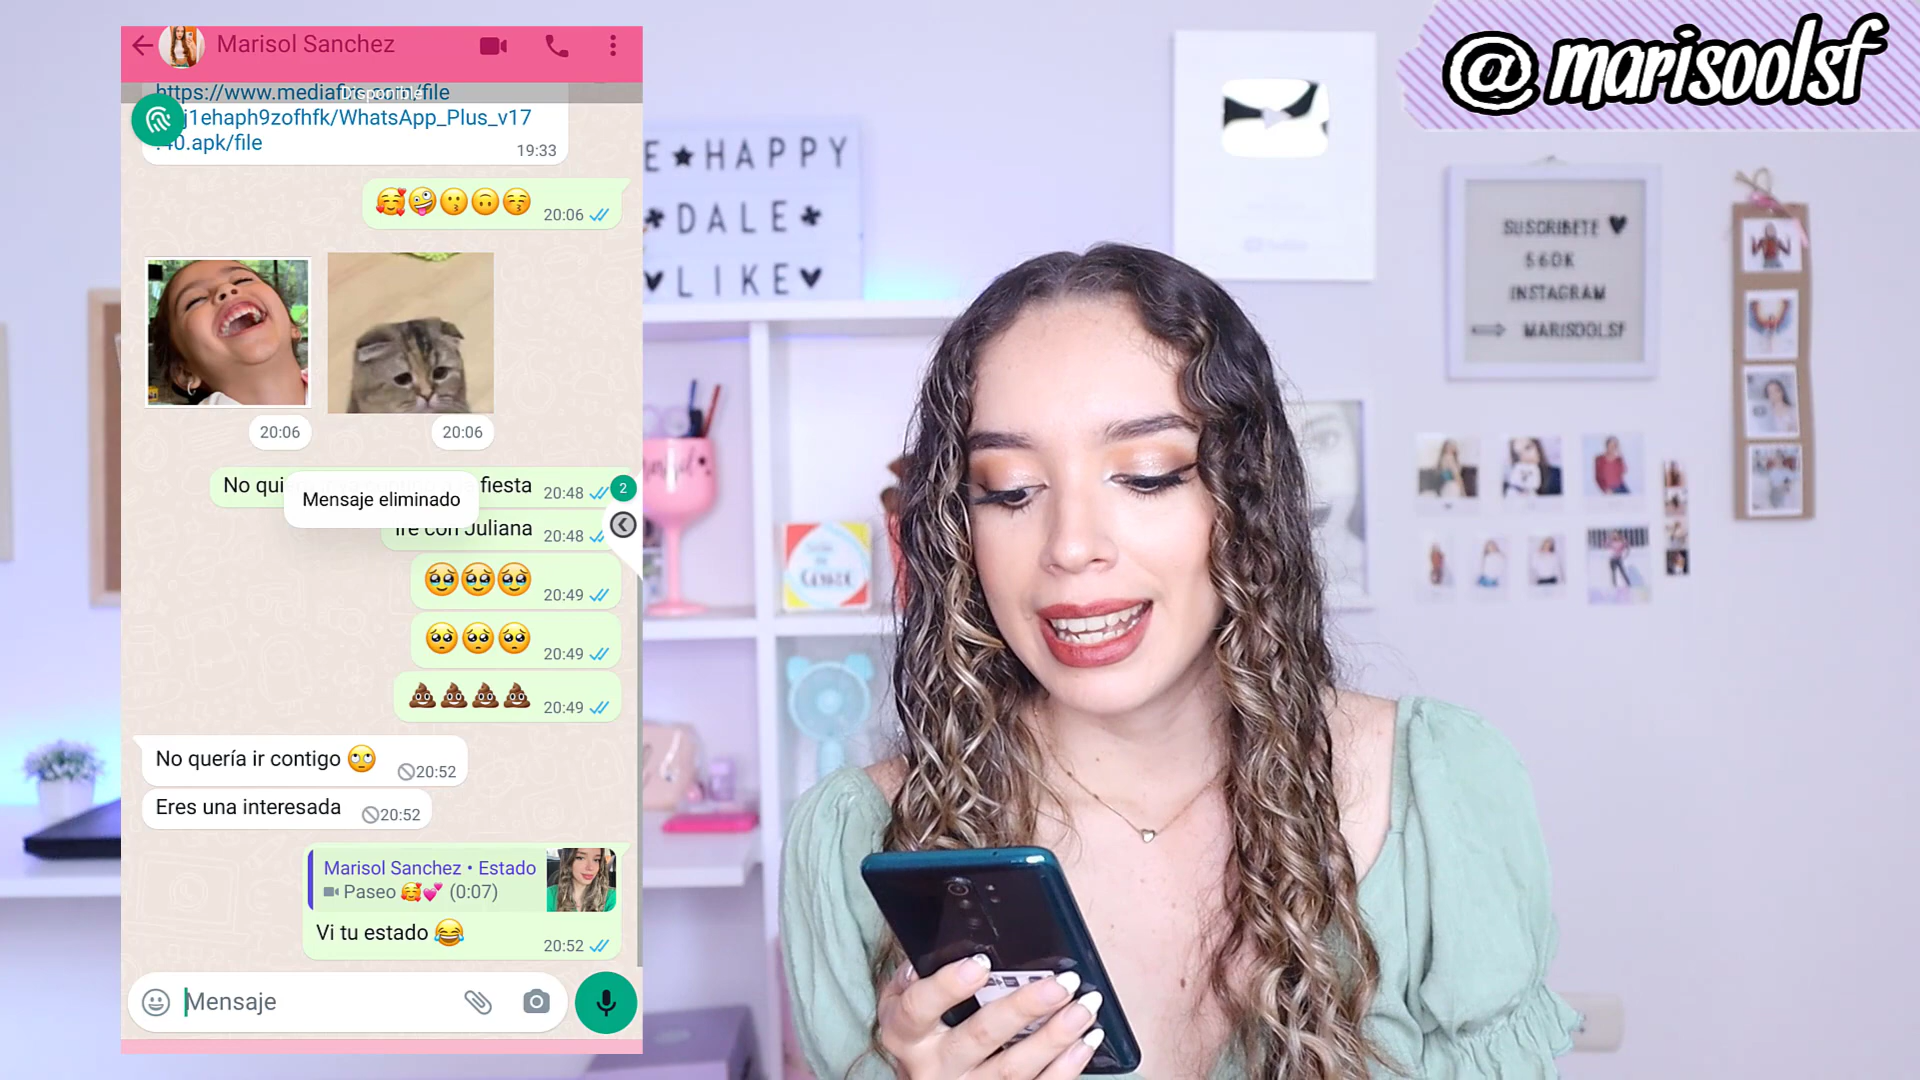 Marisol Sanchez
Disponible
https://www.mediafire.com/file
j1ehaph9zofhfk/WhatsApp_Plus_v17
.40.apk/file
19:33
🥰🤪😗🙃😚 20:06
20:06
20:06
No qui
fiesta 20:48
2
Mensaje eliminado
Iré con Juliana 20:48
🥹🥹🥹 20:49
🥺🥺🥺 20:49
💩💩💩💩 20:49
No quería ir contigo 🙄 20:52
Eres una interesada 20:52
Marisol Sanchez • Estado
Paseo 🥰💕 (0:07)
Vi tu estado 😂
20:52
Mensaje
@marisoolsf
E★HAPPY
DALE
LIKE
SUSCRIBETE ♥
560K
INSTAGRAM
MARISOOLSF